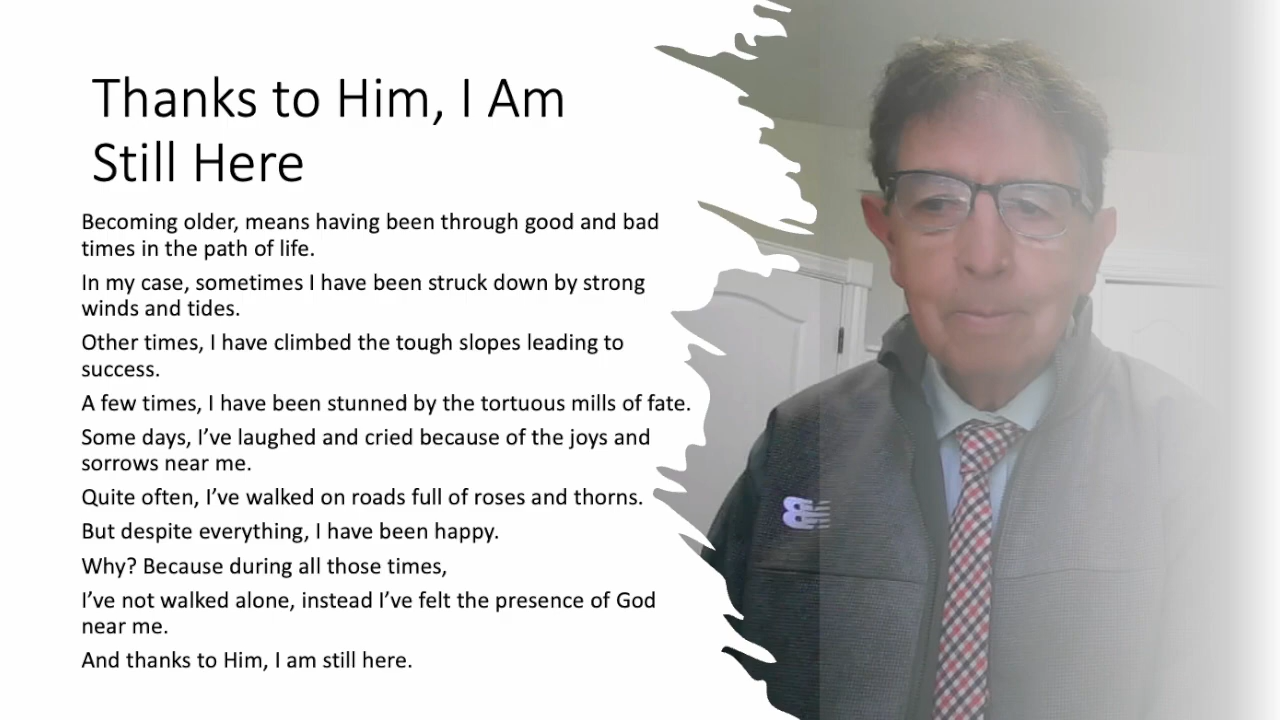 Thanks to Him, I Am
Still Here
Becoming older, means having been through good and bad
times in the path of life.
In my case, sometimes I have been struck down by strong
winds and tides.
Other times, I have climbed the tough slopes leading to
success.
A few times, I have been stunned by the tortuous mills of fate.
Some days, I’ve laughed and cried because of the joys and
sorrows near me.
Quite often, I’ve walked on roads full of roses and thorns.
But despite everything, I have been happy.
Why? Because during all those times,
I’ve not walked alone, instead I’ve felt the presence of God
near me.
And thanks to Him, I am still here.